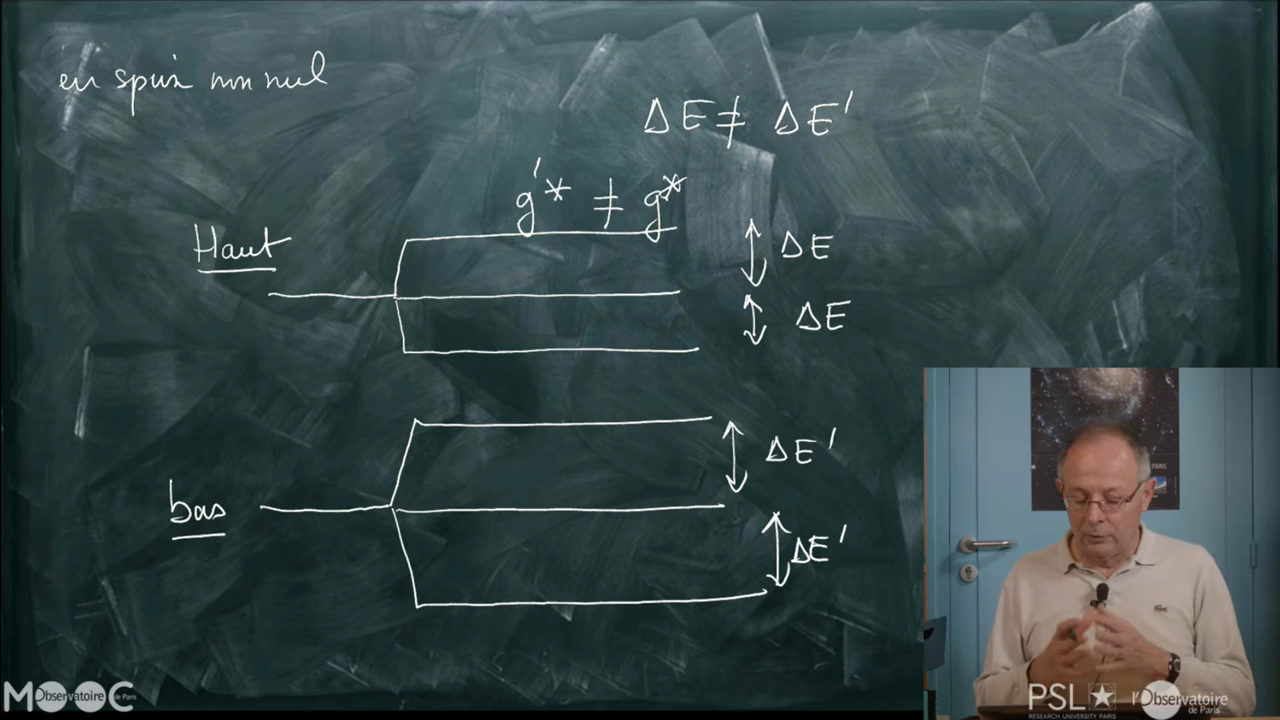 en spin non nul
ΔE ≠ ΔE'
g'* ≠ g*
Haut
ΔE
ΔE
bas
ΔE'
ΔE'
PARIS
MOOC
Observatoire de Paris
PSL
RESEARCH UNIVERSITY PARIS
l'Observatoire
de Paris